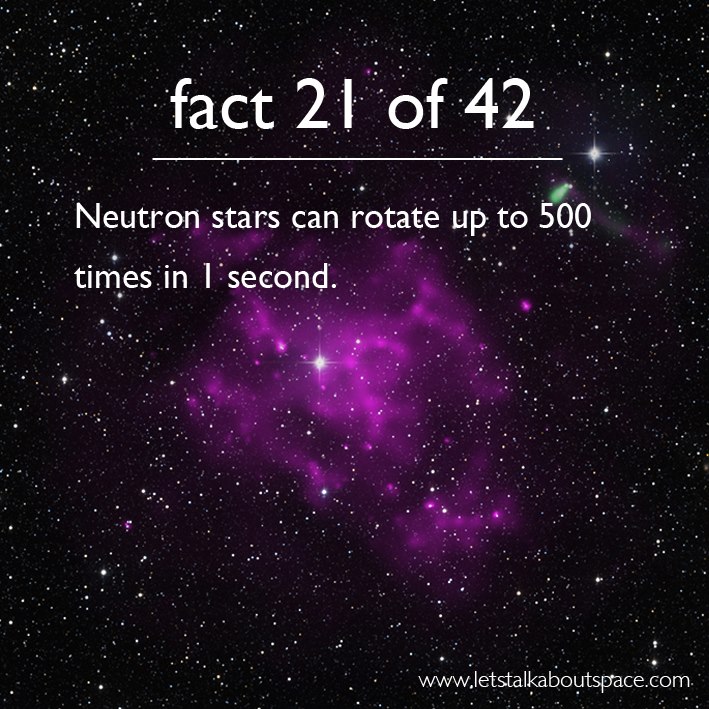 fact 21 of 42
Neutron stars can rotate up to 500
times in 1 second.
www.letstalkaboutspace.com